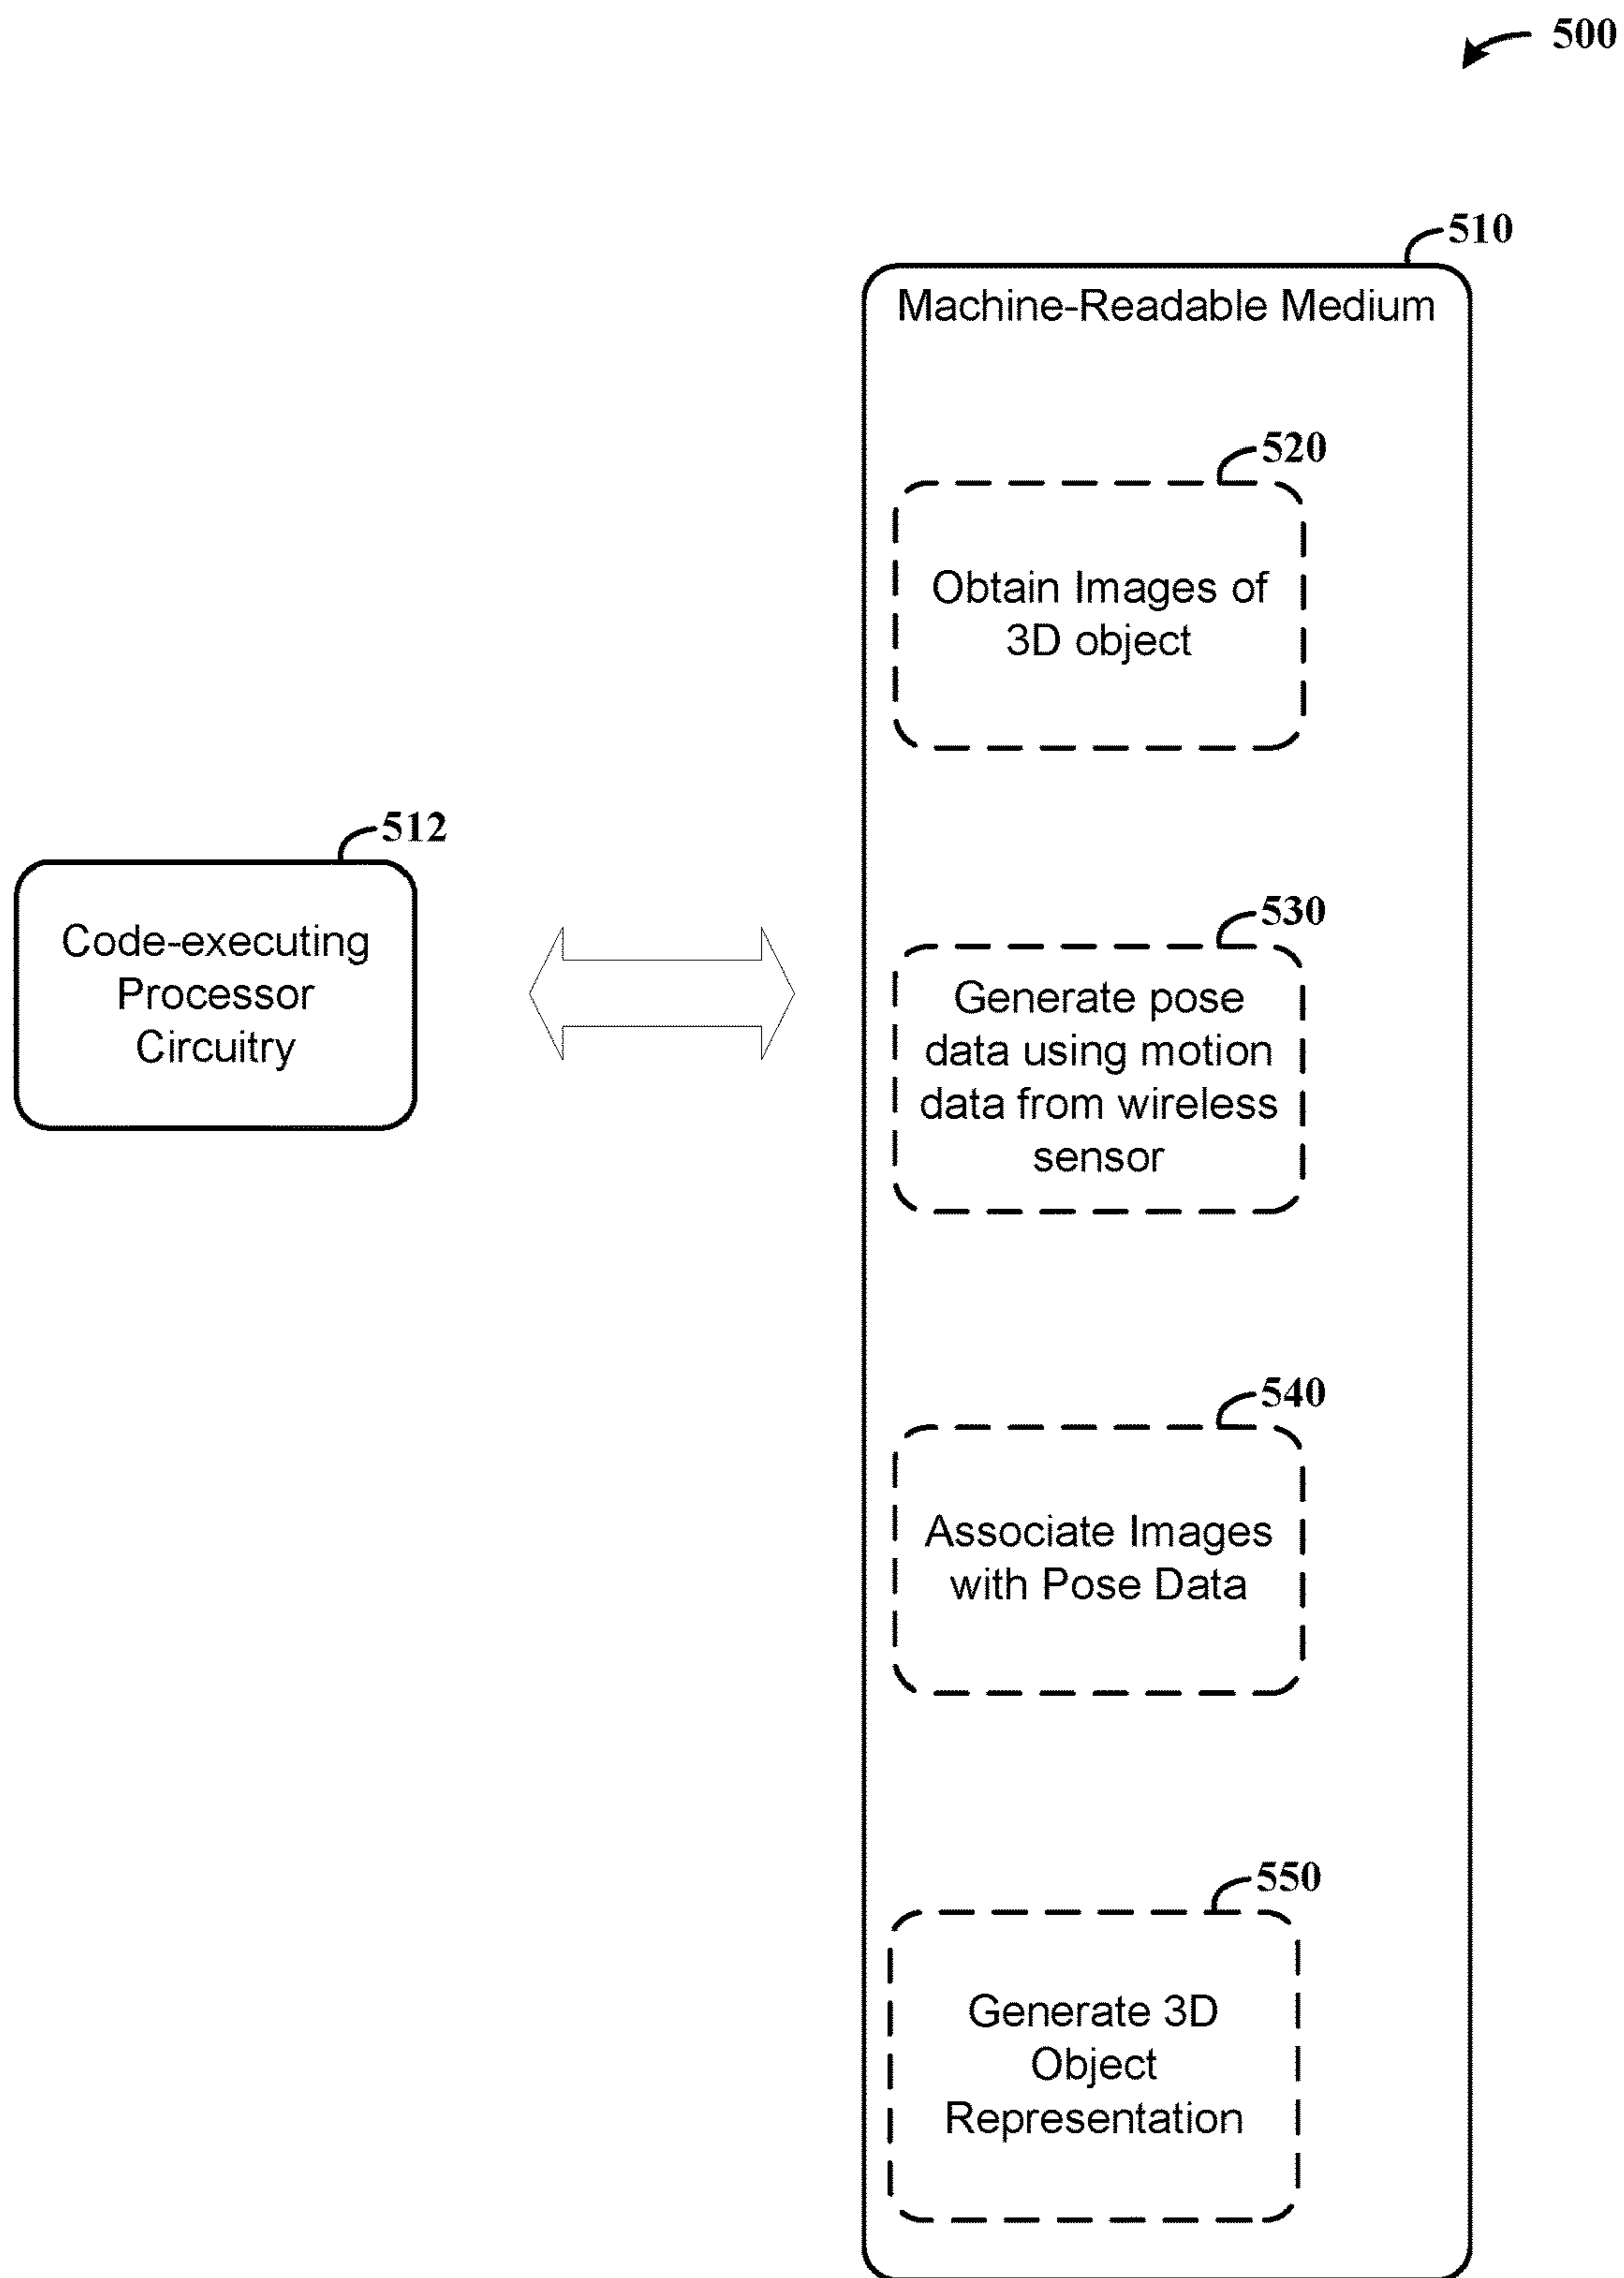 500
510
Machine-Readable Medium
520
Obtain Images of
3D object
512
Code-executing
Processor
Circuitry
530
Generate pose
data using motion
data from wireless
sensor
540
Associate Images
with Pose Data
550
Generate 3D
Object
Representation